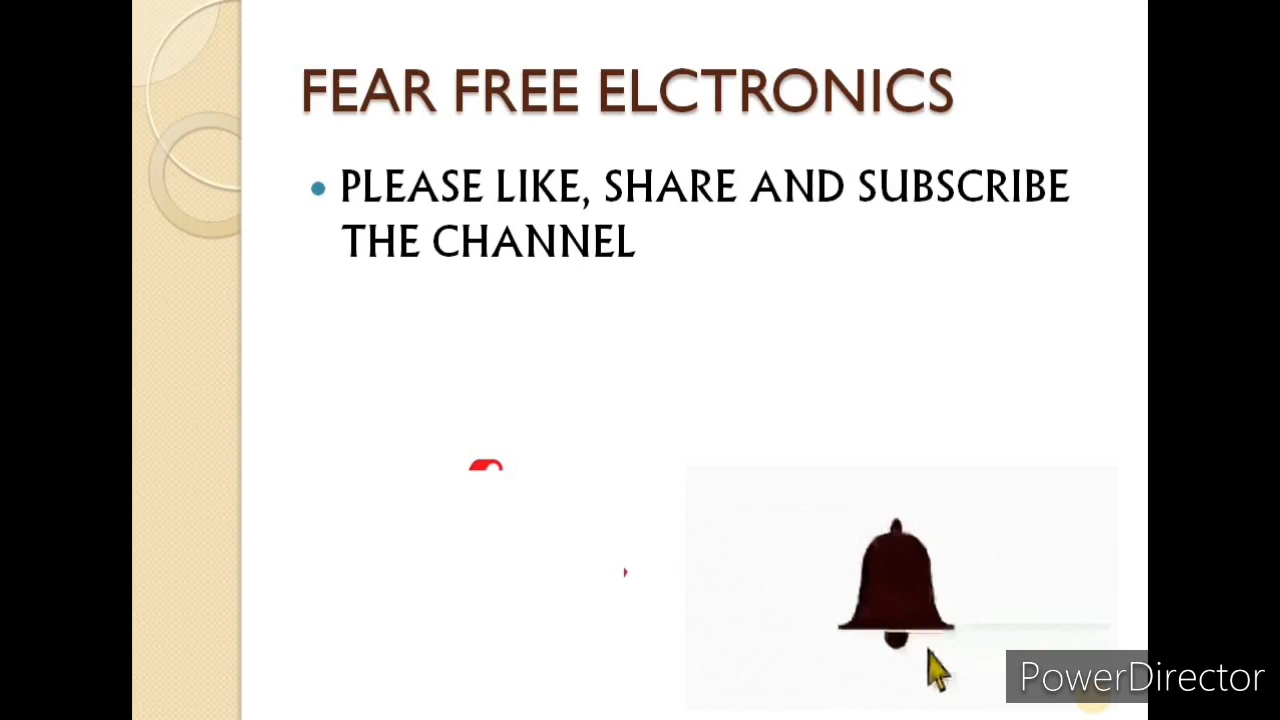 FEAR FREE ELCTRONICS
PLEASE LIKE, SHARE AND SUBSCRIBE
THE CHANNEL
PowerDirector